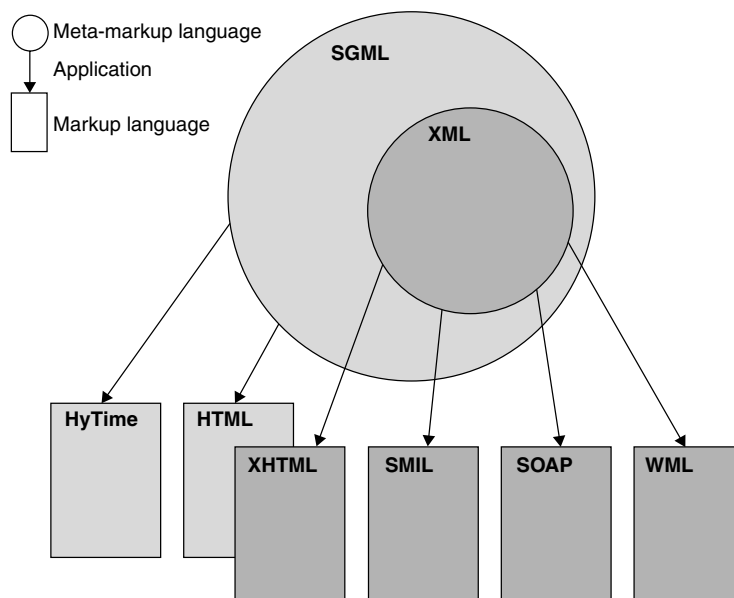 Meta-markup language
Application
Markup language
SGML
XML
HyTime
HTML
XHTML
SMIL
SOAP
WML